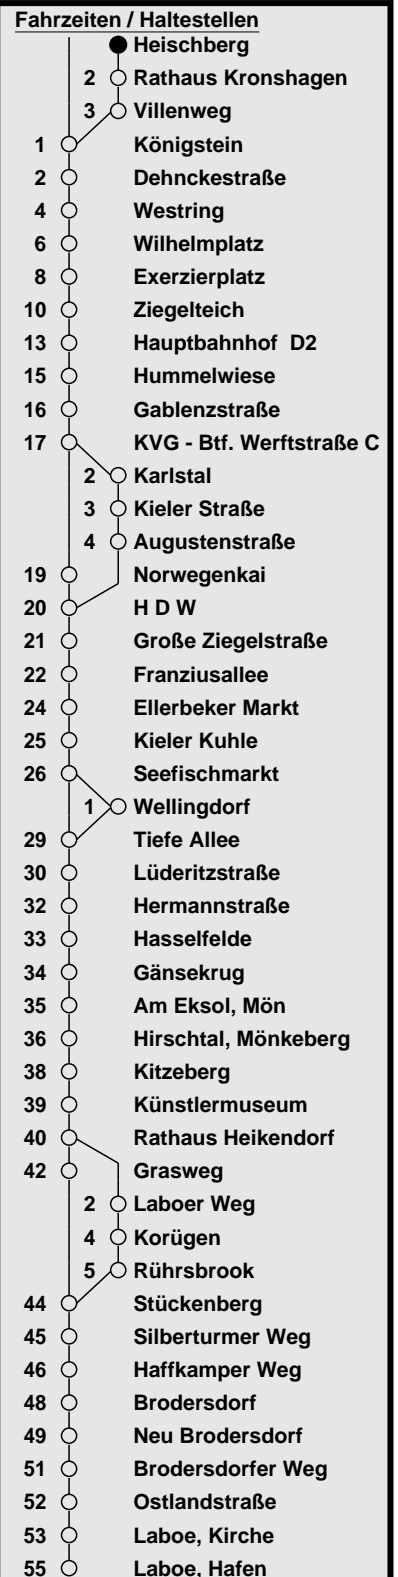 Fahrzeiten / Haltestellen
Heischberg
2 Rathaus Kronshagen
3 Villenweg
1 Königstein
2 Dehnckestraße
4 Westring
6 Wilhelmplatz
8 Exerzierplatz
10 Ziegelteich
13 Hauptbahnhof D2
15 Hummelwiese
16 Gablenzstraße
17 KVG - Btf. Werftstraße C
2 Karlstal
3 Kieler Straße
4 Augustenstraße
19 Norwegenkai
20 H D W
21 Große Ziegelstraße
22 Franziusallee
24 Ellerbeker Markt
25 Kieler Kuhle
26 Seefischmarkt
1 Wellingdorf
29 Tiefe Allee
30 Lüderitzstraße
32 Hermannstraße
33 Hasselfelde
34 Gänsekrug
35 Am Eksol, Mön
36 Hirschtal, Mönkeberg
38 Kitzeberg
39 Künstlermuseum
40 Rathaus Heikendorf
42 Grasweg
2 Laboer Weg
4 Korügen
5 Rührsbrook
44 Stückenberg
45 Silberturmer Weg
46 Haffkamper Weg
48 Brodersdorf
49 Neu Brodersdorf
51 Brodersdorfer Weg
52 Ostlandstraße
53 Laboe, Kirche
55 Laboe, Hafen